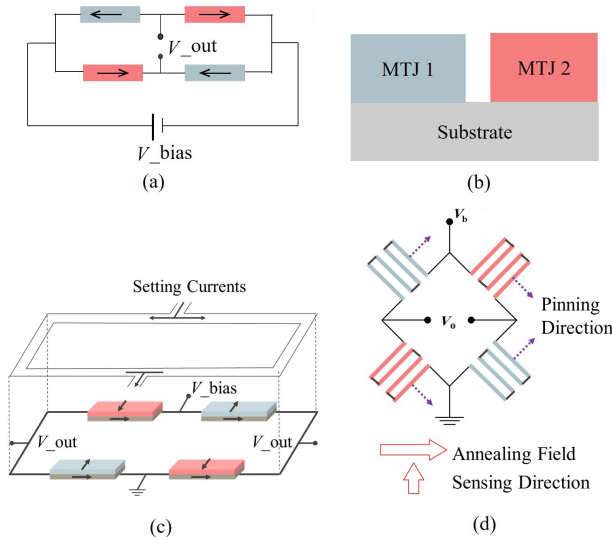 V_out
V_bias
(a)
MTJ 1
MTJ 2
Substrate
(b)
Setting Currents
V_bias
V_out
V_out
(c)
V_b
V_o
Pinning
Direction
Annealing Field
Sensing Direction
(d)